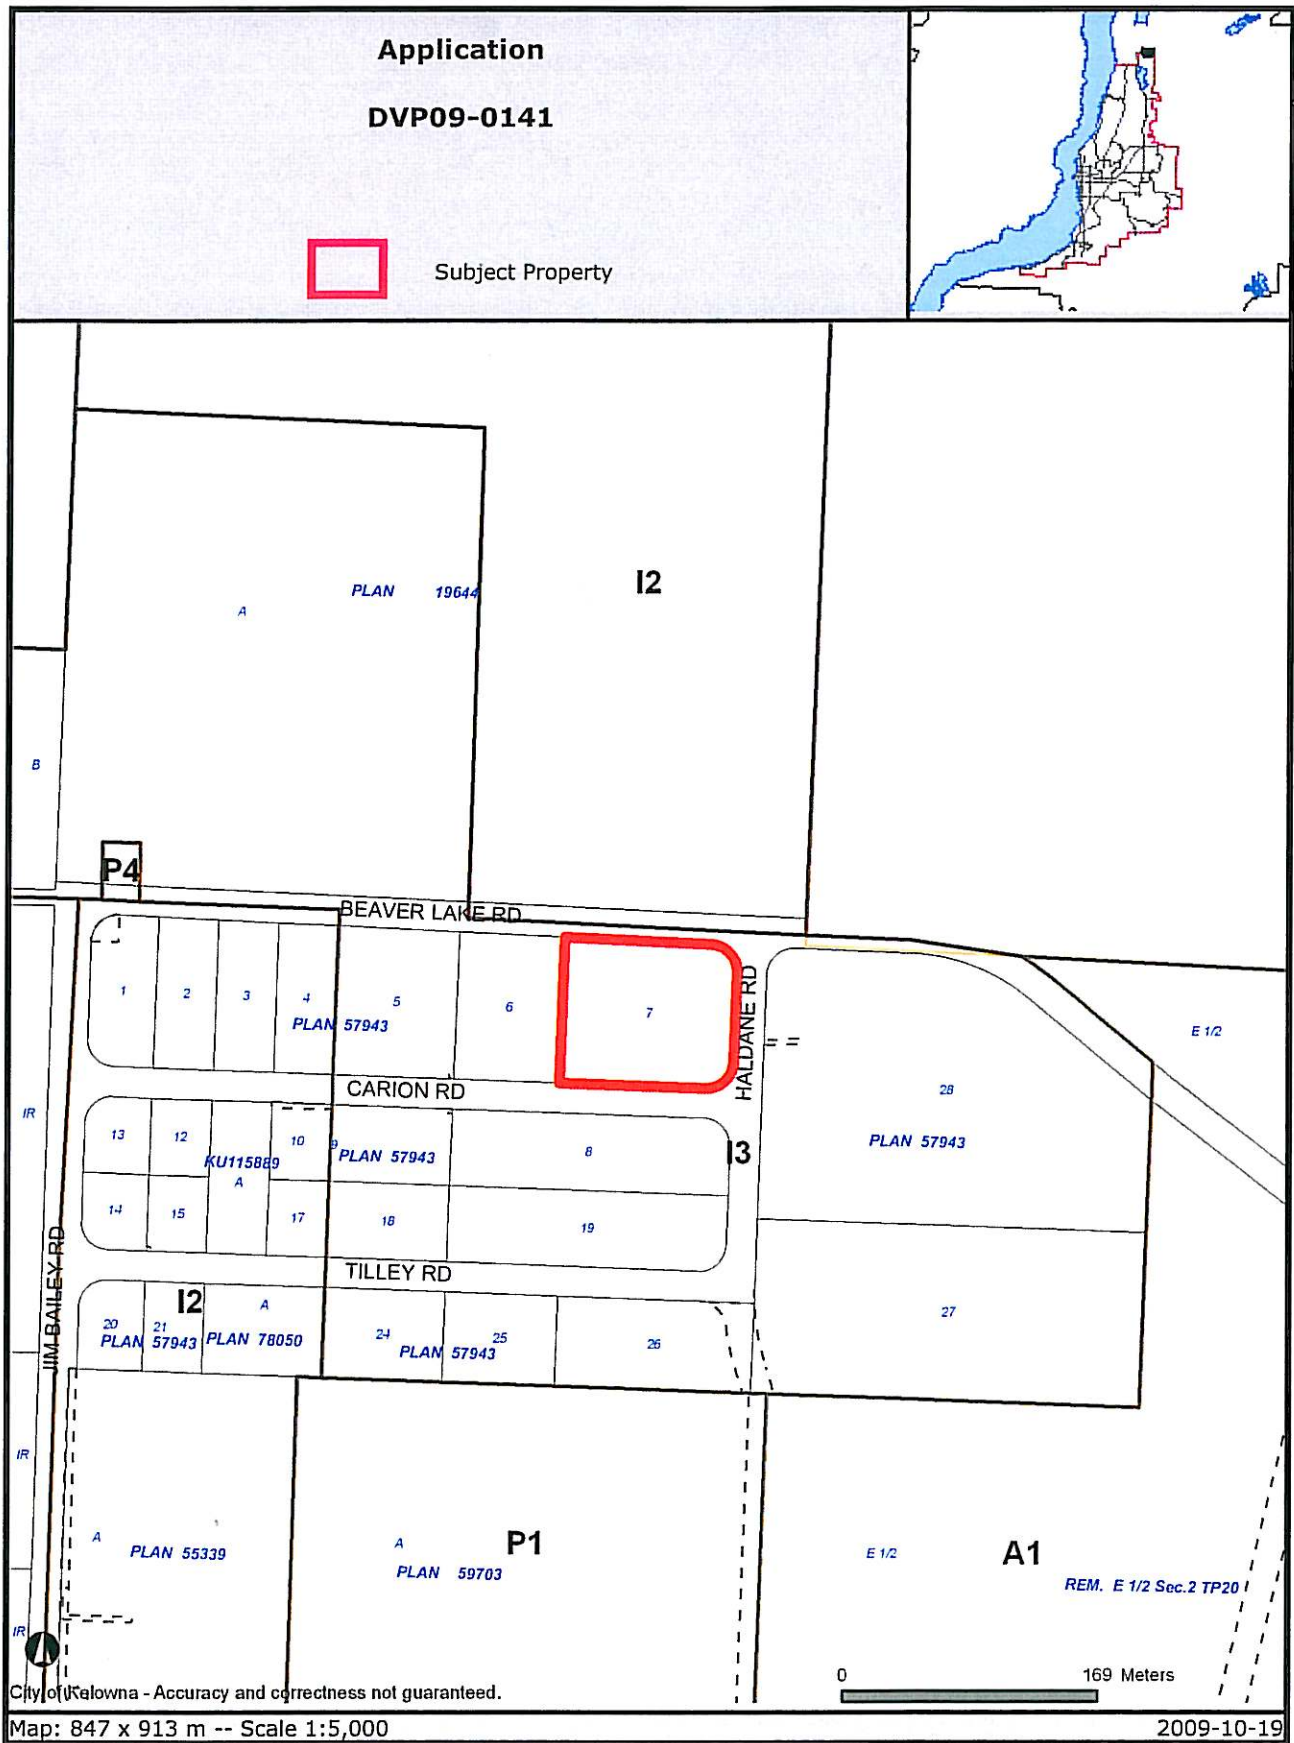 Application
DVP09-0141
Subject Property
I2
PLAN 19644
A
B
P4
BEAVER LAKE RD
HALDANE RD
1
2
3
4
5
6
7
PLAN 57943
E 1/2
CARION RD
28
PLAN 57943
IR
13
12
10
9
PLAN 57943
8
I3
KU115889
A
14
15
17
18
19
JIM BAILEY RD
TILLEY RD
I2
A
20
21
PLAN 57943
PLAN 78050
24
25
PLAN 57943
26
27
IR
A
PLAN 55339
A
PLAN 59703
P1
E 1/2
A1
REM. E 1/2 Sec.2 TP20
IR
0
169 Meters
City of Kelowna - Accuracy and correctness not guaranteed.
Map: 847 x 913 m -- Scale 1:5,000
2009-10-19